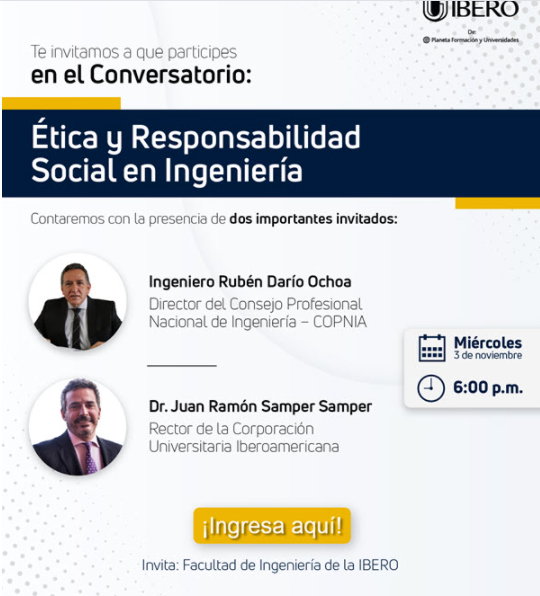 IBERO
De:
Planeta Formación y Universidades
Te invitamos a que participes
en el Conversatorio:
Ética y Responsabilidad
Social en Ingeniería
Contaremos con la presencia de dos importantes invitados:
Ingeniero Rubén Darío Ochoa
Director del Consejo Profesional
Nacional de Ingeniería – COPNIA
Miércoles
3 de noviembre
6:00 p.m.
Dr. Juan Ramón Samper Samper
Rector de la Corporación
Universitaria Iberoamericana
¡Ingresa aquí!
Invita: Facultad de Ingeniería de la IBERO